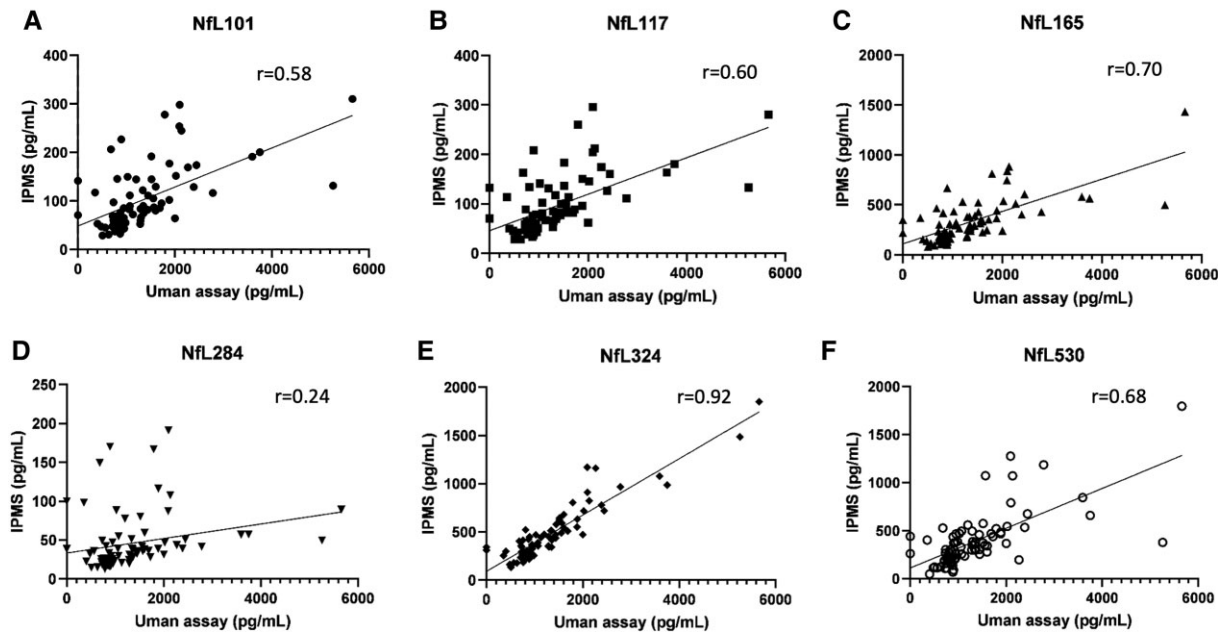 A
NfL101
r=0.58
IPMS (pg/mL)
400
300
200
100
0
0 2000 4000 6000
Uman assay (pg/mL)
B
NfL117
r=0.60
IPMS (pg/mL)
400
300
200
100
0
0 2000 4000 6000
Uman assay (pg/mL)
C
NfL165
r=0.70
IPMS (pg/mL)
2000
1500
1000
500
0
0 2000 4000 6000
Uman assay (pg/mL)
D
NfL284
r=0.24
IPMS (pg/mL)
250
200
150
100
50
0
0 2000 4000 6000
Uman assay (pg/mL)
E
NfL324
r=0.92
IPMS (pg/mL)
2000
1500
1000
500
0
0 2000 4000 6000
Uman assay (pg/mL)
F
NfL530
r=0.68
IPMS (pg/mL)
2000
1500
1000
500
0
0 2000 4000 6000
Uman assay (pg/mL)